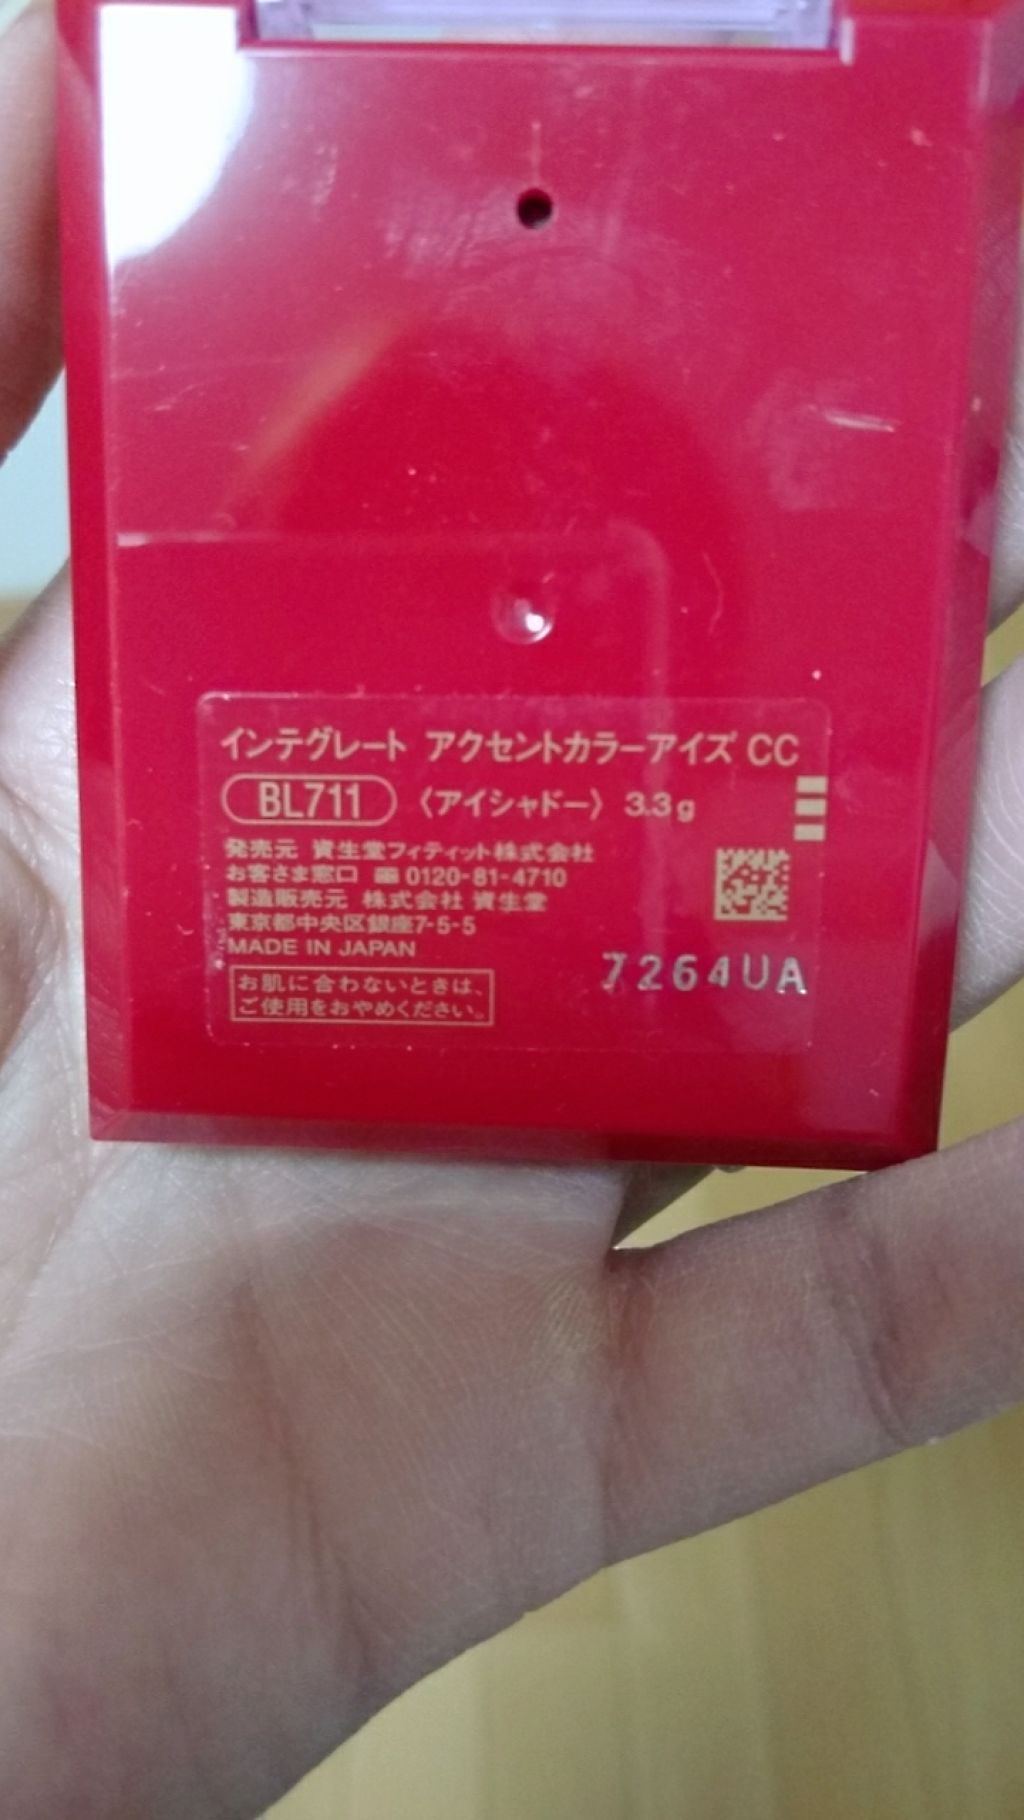 インテグレート アクセントカラーアイズ CC
BL711 〈アイシャドー〉 3.3g
発売元 資生堂フィティット株式会社
お客さま窓口 0120-81-4710
製造販売元 株式会社 資生堂
東京都中央区銀座7-5-5
MADE IN JAPAN
お肌に合わないときは、
ご使用をおやめください。
7264UA